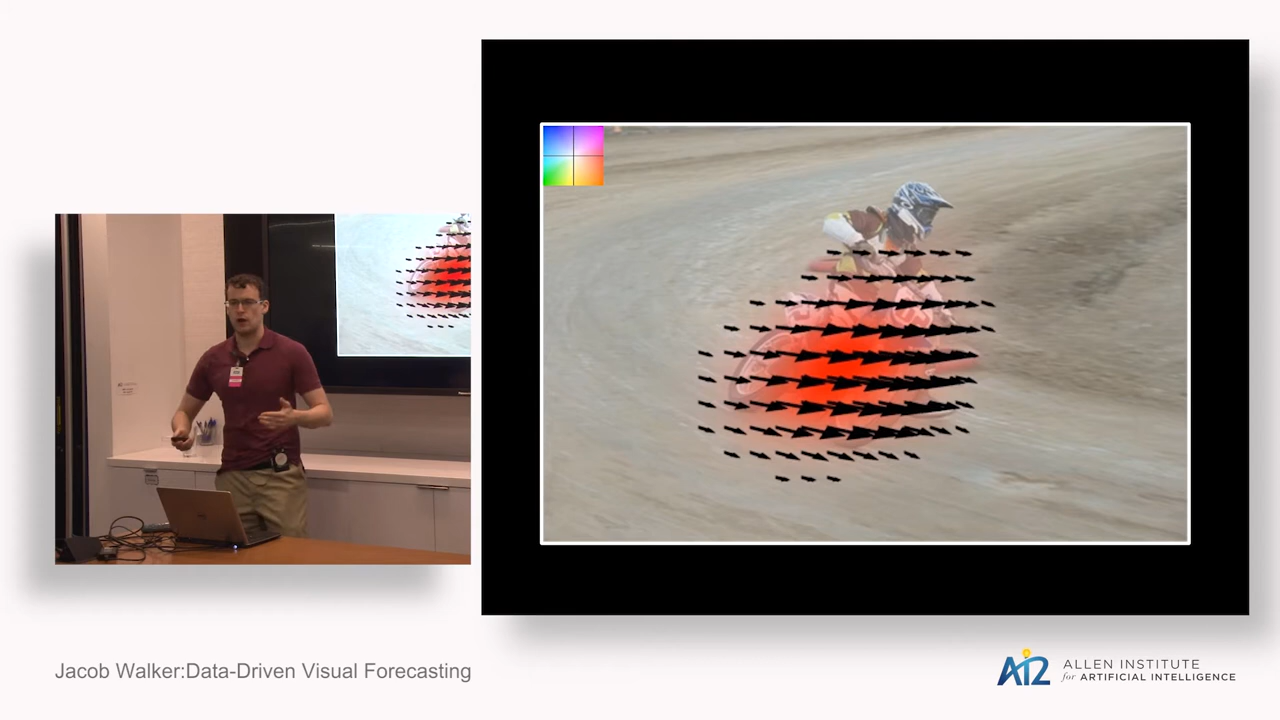 Jacob Walker:Data-Driven Visual Forecasting
AI2
ALLEN INSTITUTE
for ARTIFICIAL INTELLIGENCE